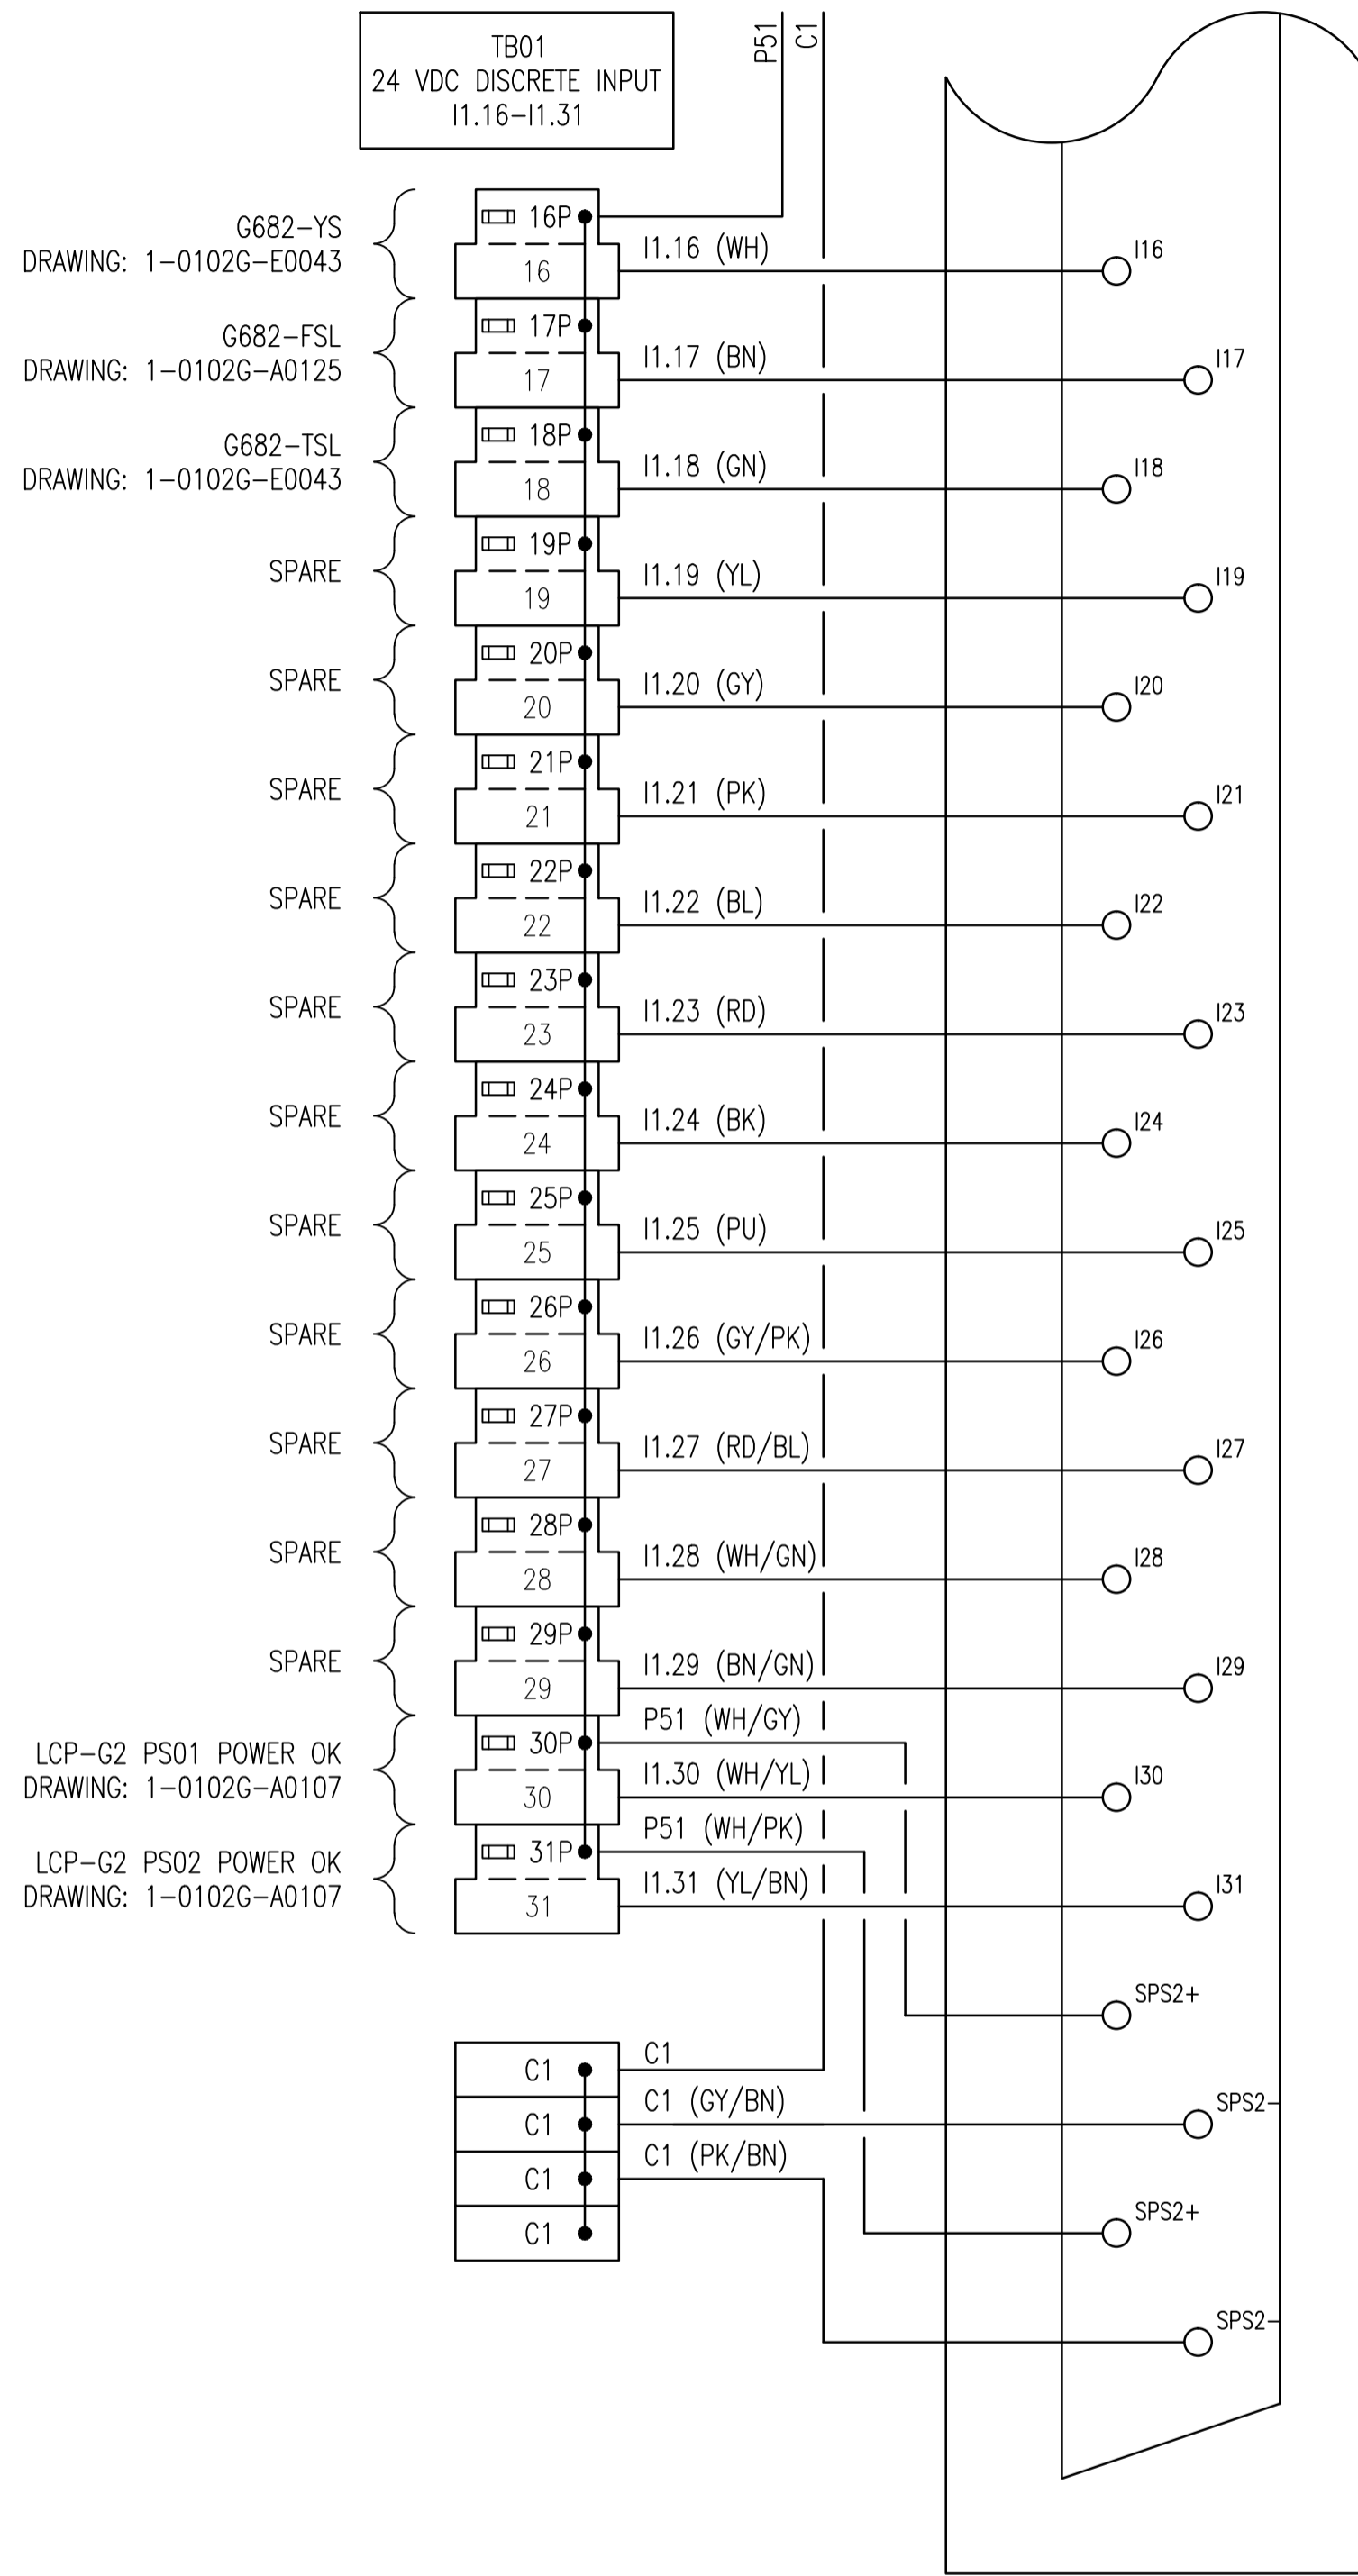 TB01
24 VDC DISCRETE INPUT
I1.16-I1.31
P51
C1
G682-YS
DRAWING: 1-0102G-E0043
16P
16
I1.16 (WH)
I16
G682-FSL
DRAWING: 1-0102G-A0125
17P
17
I1.17 (BN)
I17
G682-TSL
DRAWING: 1-0102G-E0043
18P
18
I1.18 (GN)
I18
SPARE
19P
19
I1.19 (YL)
I19
SPARE
20P
20
I1.20 (GY)
I20
SPARE
21P
21
I1.21 (PK)
I21
SPARE
22P
22
I1.22 (BL)
I22
SPARE
23P
23
I1.23 (RD)
I23
SPARE
24P
24
I1.24 (BK)
I24
SPARE
25P
25
I1.25 (PU)
I25
SPARE
26P
26
I1.26 (GY/PK)
I26
SPARE
27P
27
I1.27 (RD/BL)
I27
SPARE
28P
28
I1.28 (WH/GN)
I28
SPARE
29P
29
I1.29 (BN/GN)
I29
LCP-G2 PS01 POWER OK
DRAWING: 1-0102G-A0107
30P
30
P51 (WH/GY)
I1.30 (WH/YL)
I30
LCP-G2 PS02 POWER OK
DRAWING: 1-0102G-A0107
31P
31
P51 (WH/PK)
I1.31 (YL/BN)
I31
SPS2+
C1
C1
C1
C1 (GY/BN)
SPS2-
C1
C1 (PK/BN)
C1
SPS2+
SPS2-